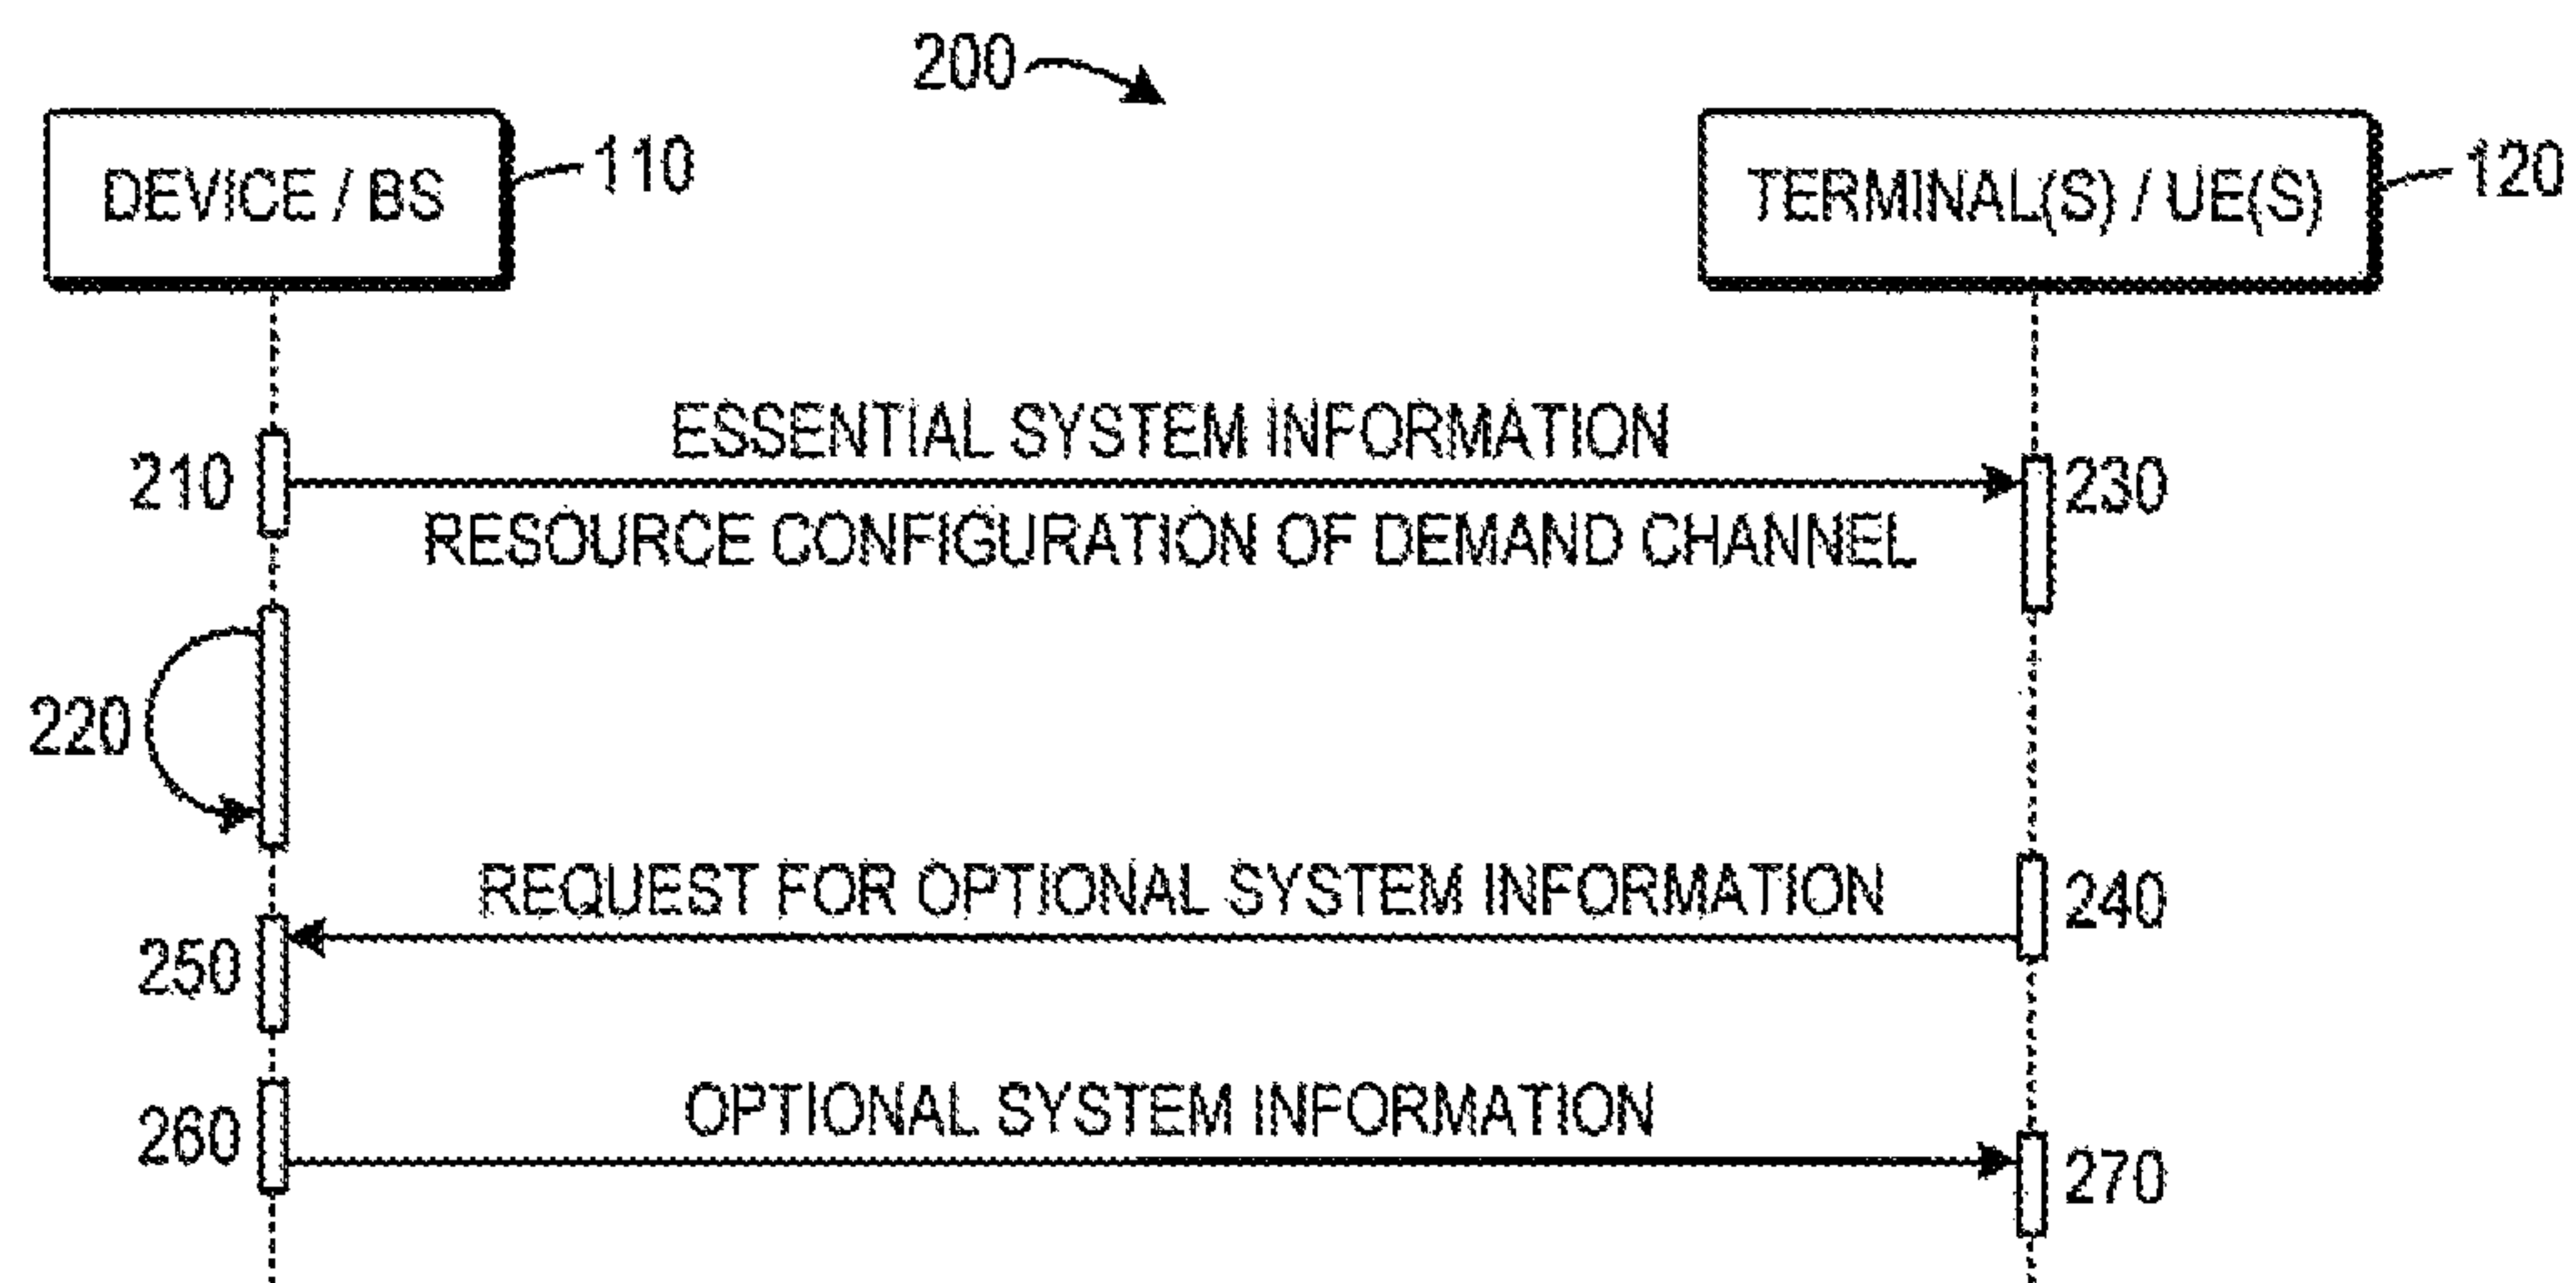 200
DEVICE / BS
110
TERMINAL(S) / UE(S)
120
ESSENTIAL SYSTEM INFORMATION
210
230
RESOURCE CONFIGURATION OF DEMAND CHANNEL
220
REQUEST FOR OPTIONAL SYSTEM INFORMATION
240
250
OPTIONAL SYSTEM INFORMATION
260
270